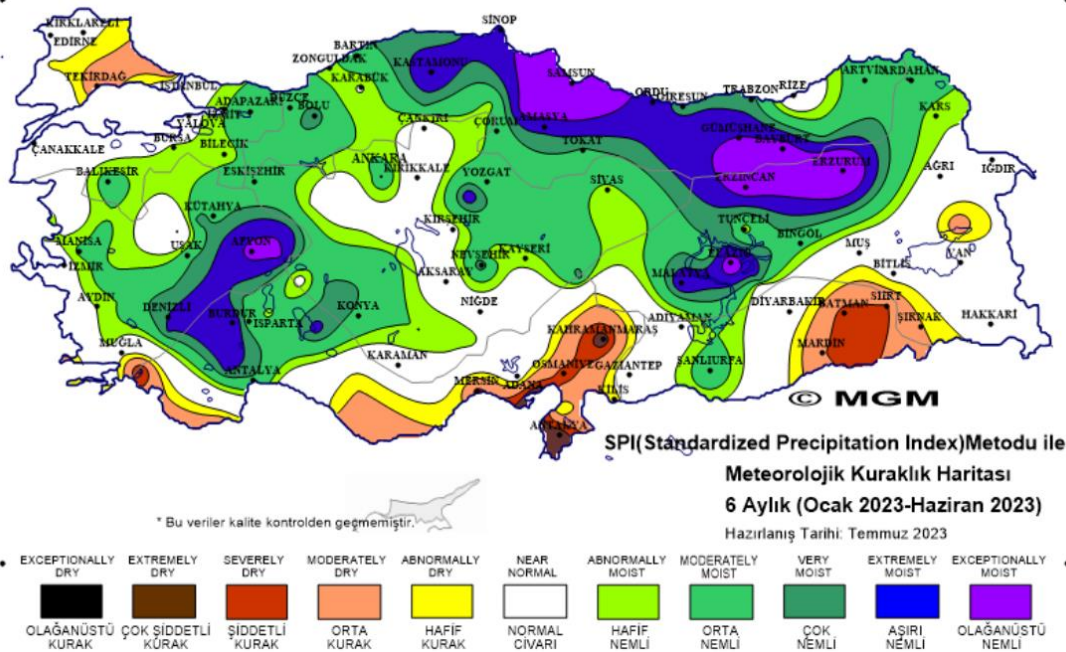 SİNOP
KIRKLARELİ
EDİRNE
BARTIN
ZONGULDAK
KASTAMONU
TEKİRDAĞ
İSTANBUL
KARABÜK
SAMSUN
ARTVİN
ARDAHAN
ADAPAZARI
DÜZCE
BOLU
ORDU
GİRESUN
TRABZON
RİZE
KARS
YALOVA
ÇANKIRI
ÇORUM
AMASYA
GÜMÜŞHANE
BAYBURT
ÇANAKKALE
BURSA
BİLECİK
ANKARA
KIRIKKALE
TOKAT
ERZURUM
AĞRI
IĞDIR
BALIKESİR
ESKİŞEHİR
YOZGAT
SİVAS
ERZİNCAN
KÜTAHYA
KIRŞEHİR
TUNÇELİ
BİNGÖL
MANİSA
UŞAK
AFYON
NEVŞEHİR
KAYSERİ
ELAZIĞ
MUŞ
VAN
İZMİR
AKSARAY
MALATYA
BİTLİS
AYDIN
DENİZLİ
BURDUR
ISPARTA
KONYA
NİĞDE
ADIYAMAN
DİYARBAKIR
BATMAN
SİİRT
ŞIRNAK
HAKKARİ
MUĞLA
KARAMAN
KAHRAMANMARAŞ
MARDİN
ANTALYA
MERSİN
ADANA
OSMANİYE
GAZİANTEP
ŞANLIURFA
KİLİS
ANTAKYA
© MGM
SPI(Standardized Precipitation Index)Metodu ile
Meteorolojik Kuraklık Haritası
6 Aylık (Ocak 2023-Haziran 2023)
Hazırlanış Tarihi: Temmuz 2023
* Bu veriler kalite kontrolden geçmemiştir.
EXCEPTIONALLY DRY
EXTREMELY DRY
SEVERELY DRY
MODERATELY DRY
ABNORMALLY DRY
NEAR NORMAL
ABNORMALLY MOIST
MODERATELY MOIST
VERY MOIST
EXTREMELY MOIST
EXCEPTIONALLY MOIST
OLAĞANÜSTÜ KURAK
ÇOK ŞİDDETLİ KURAK
ŞİDDETLİ KURAK
ORTA KURAK
HAFİF KURAK
NORMAL CİVARI
HAFİF NEMLİ
ORTA NEMLİ
ÇOK NEMLİ
AŞIRI NEMLİ
OLAĞANÜSTÜ NEMLİ